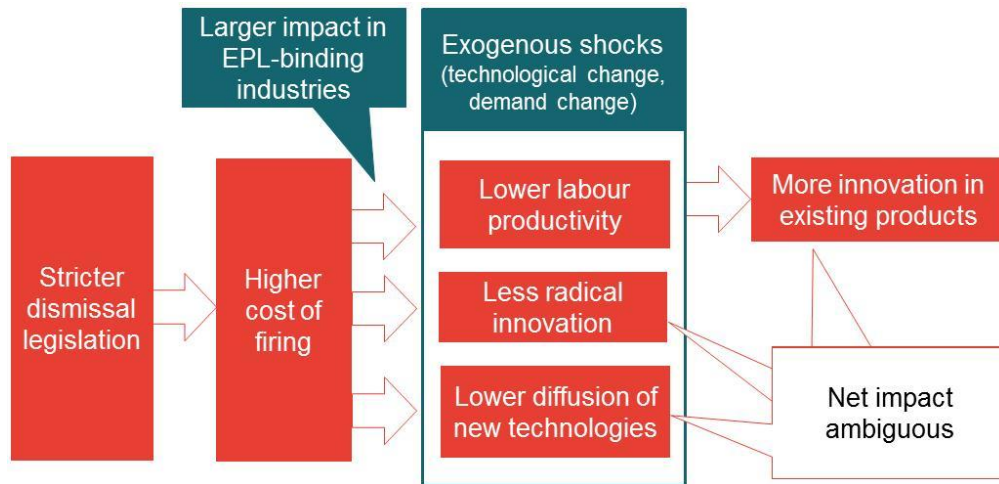 Larger impact in
EPL-binding
industries
Exogenous shocks
(technological change,
demand change)
Stricter
dismissal
legislation
Higher
cost of
firing
Lower labour
productivity
More innovation in
existing products
Less radical
innovation
Lower diffusion of
new technologies
Net impact
ambiguous